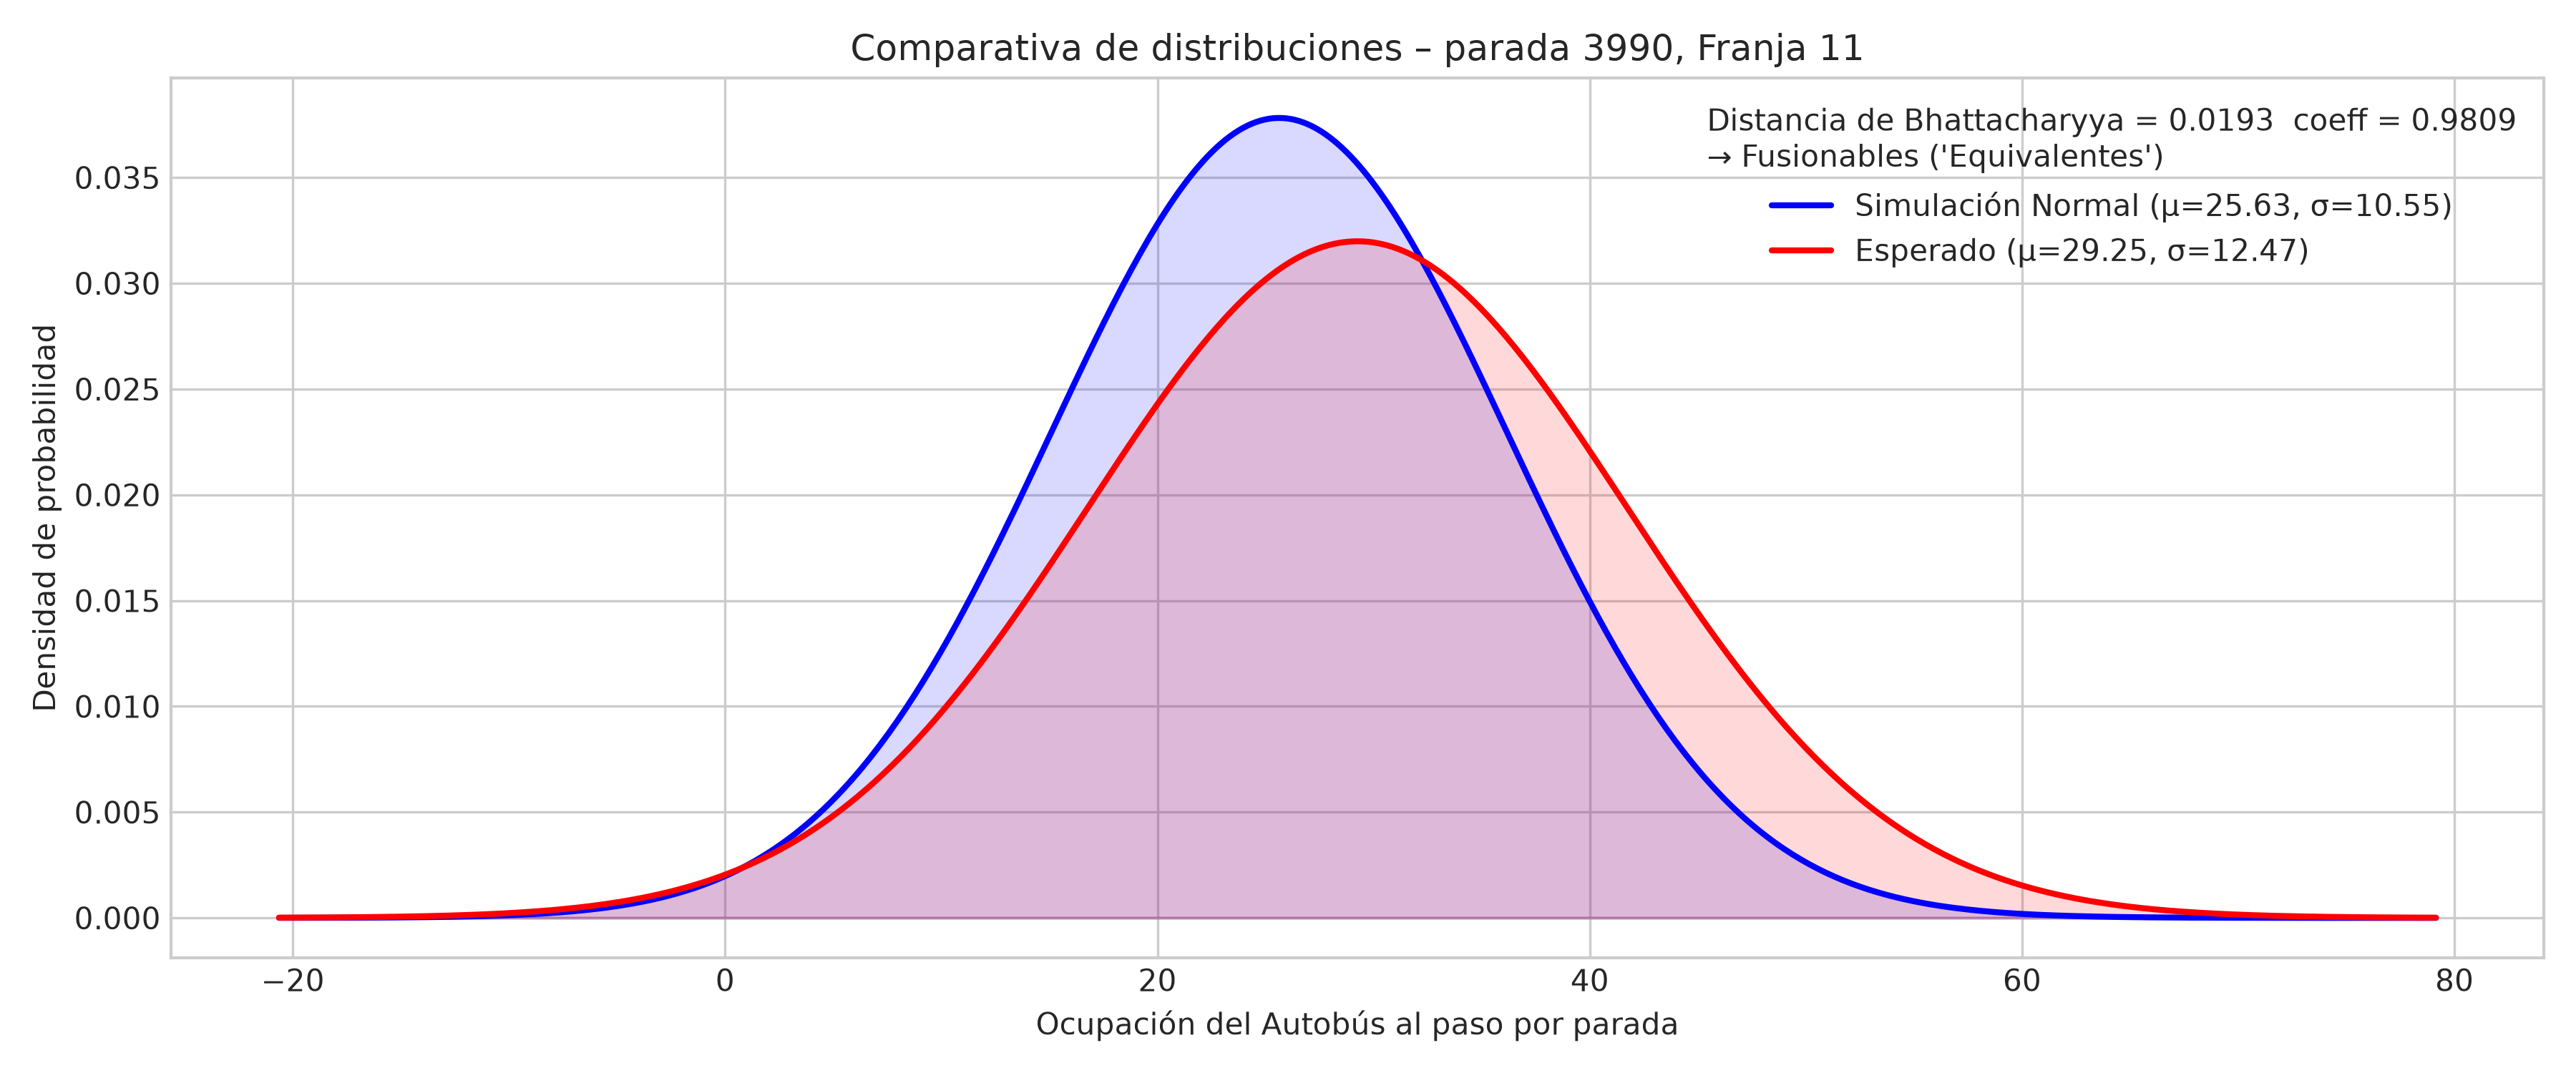 Comparativa de distribuciones – parada 3990, Franja 11
Distancia de Bhattacharyya = 0.0193  coeff = 0.9809
→ Fusionables ('Equivalentes')
Simulación Normal (μ=25.63, σ=10.55)
Esperado (μ=29.25, σ=12.47)
Densidad de probabilidad
0.035
0.030
0.025
0.020
0.015
0.010
0.005
0.000
−20 0 20 40 60 80
Ocupación del Autobús al paso por parada